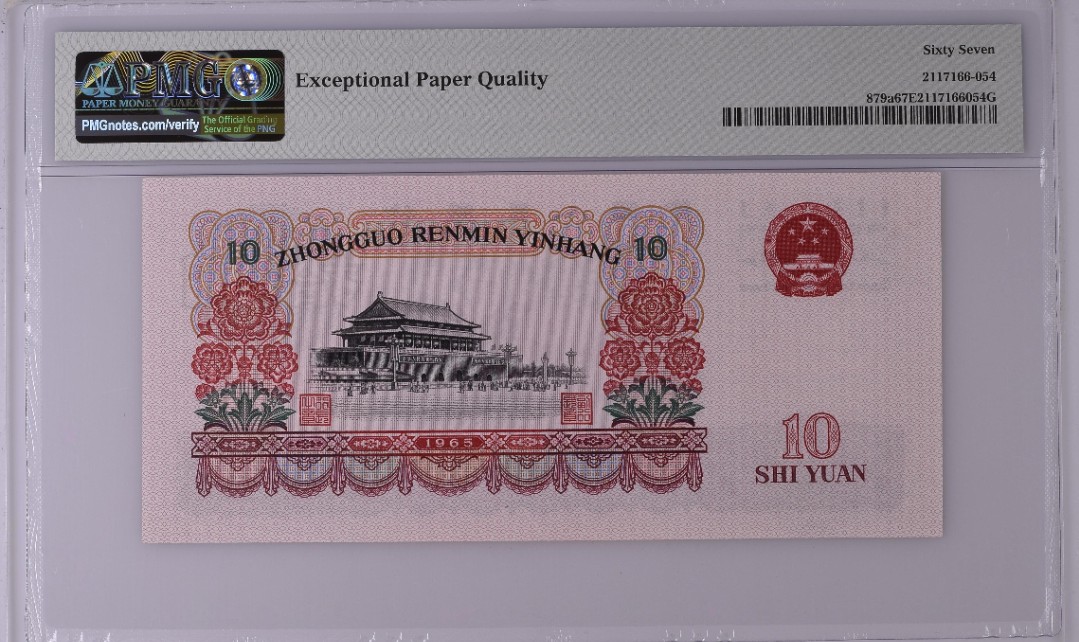 PMG
PAPER MONEY GUARANTY
PMGnotes.com/verify
The Official Grading
Service of the PNG
Exceptional Paper Quality
Sixty Seven
2117166-054
879a67E2117166054G
10 ZHONGGUO RENMIN YINHANG 10
1965
10
SHI YUAN